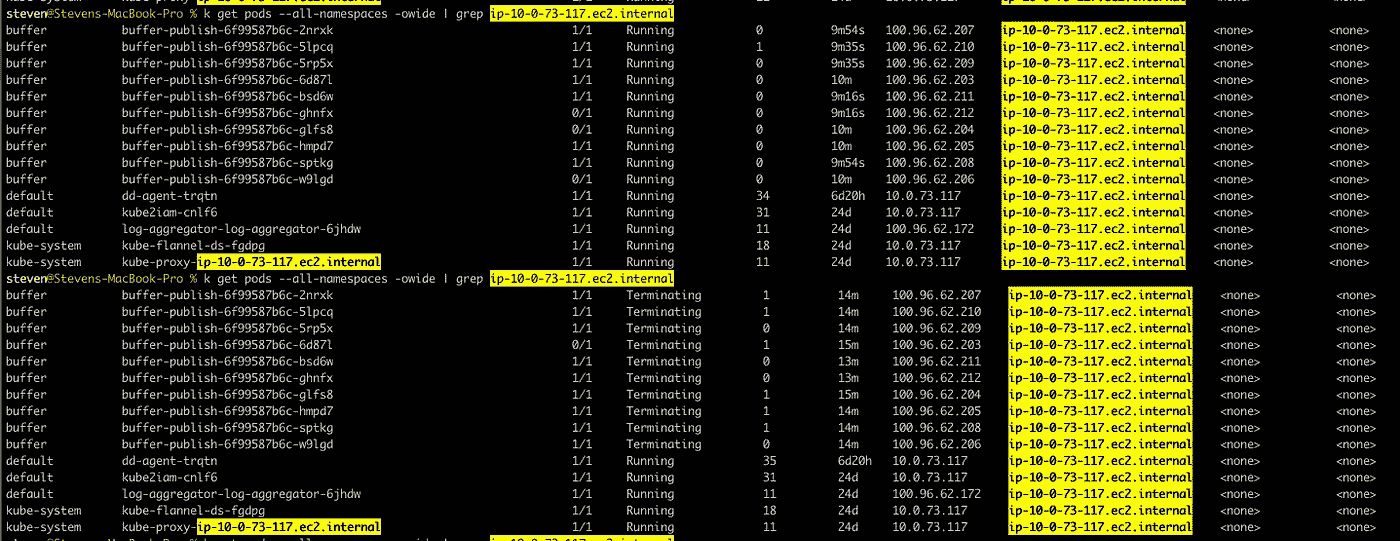 steven@Stevens-MacBook-Pro % k get pods --all-namespaces -owide | grep ip-10-0-73-117.ec2.internal
buffer buffer-publish-6f99587b6c-2nrxk 1/1 Running 0 9m54s 100.96.62.207 ip-10-0-73-117.ec2.internal <none> <none>
buffer buffer-publish-6f99587b6c-5lpcq 1/1 Running 1 9m35s 100.96.62.210 ip-10-0-73-117.ec2.internal <none> <none>
buffer buffer-publish-6f99587b6c-5rp5x 1/1 Running 0 9m35s 100.96.62.209 ip-10-0-73-117.ec2.internal <none> <none>
buffer buffer-publish-6f99587b6c-6d87l 1/1 Running 0 10m 100.96.62.203 ip-10-0-73-117.ec2.internal <none> <none>
buffer buffer-publish-6f99587b6c-bsd6w 1/1 Running 0 9m16s 100.96.62.211 ip-10-0-73-117.ec2.internal <none> <none>
buffer buffer-publish-6f99587b6c-ghnfx 0/1 Running 0 9m16s 100.96.62.212 ip-10-0-73-117.ec2.internal <none> <none>
buffer buffer-publish-6f99587b6c-glfs8 0/1 Running 0 10m 100.96.62.204 ip-10-0-73-117.ec2.internal <none> <none>
buffer buffer-publish-6f99587b6c-hmpd7 1/1 Running 0 10m 100.96.62.205 ip-10-0-73-117.ec2.internal <none> <none>
buffer buffer-publish-6f99587b6c-sptkg 1/1 Running 0 9m54s 100.96.62.208 ip-10-0-73-117.ec2.internal <none> <none>
buffer buffer-publish-6f99587b6c-w9lgd 0/1 Running 0 10m 100.96.62.206 ip-10-0-73-117.ec2.internal <none> <none>
default dd-agent-trqtn 1/1 Running 34 6d20h 10.0.73.117 ip-10-0-73-117.ec2.internal <none> <none>
default kube2iam-cnlf6 1/1 Running 31 24d 10.0.73.117 ip-10-0-73-117.ec2.internal <none> <none>
default log-aggregator-log-aggregator-6jhdw 1/1 Running 11 24d 100.96.62.172 ip-10-0-73-117.ec2.internal <none> <none>
kube-system kube-flannel-ds-fgdpg 1/1 Running 18 24d 10.0.73.117 ip-10-0-73-117.ec2.internal <none> <none>
kube-system kube-proxy-ip-10-0-73-117.ec2.internal 1/1 Running 11 24d 10.0.73.117 ip-10-0-73-117.ec2.internal <none> <none>
steven@Stevens-MacBook-Pro % k get pods --all-namespaces -owide | grep ip-10-0-73-117.ec2.internal
buffer buffer-publish-6f99587b6c-2nrxk 1/1 Terminating 1 14m 100.96.62.207 ip-10-0-73-117.ec2.internal <none> <none>
buffer buffer-publish-6f99587b6c-5lpcq 1/1 Terminating 1 14m 100.96.62.210 ip-10-0-73-117.ec2.internal <none> <none>
buffer buffer-publish-6f99587b6c-5rp5x 1/1 Terminating 0 14m 100.96.62.209 ip-10-0-73-117.ec2.internal <none> <none>
buffer buffer-publish-6f99587b6c-6d87l 0/1 Terminating 1 15m 100.96.62.203 ip-10-0-73-117.ec2.internal <none> <none>
buffer buffer-publish-6f99587b6c-bsd6w 1/1 Terminating 0 13m 100.96.62.211 ip-10-0-73-117.ec2.internal <none> <none>
buffer buffer-publish-6f99587b6c-ghnfx 1/1 Terminating 0 13m 100.96.62.212 ip-10-0-73-117.ec2.internal <none> <none>
buffer buffer-publish-6f99587b6c-glfs8 1/1 Terminating 1 15m 100.96.62.204 ip-10-0-73-117.ec2.internal <none> <none>
buffer buffer-publish-6f99587b6c-hmpd7 1/1 Terminating 1 14m 100.96.62.205 ip-10-0-73-117.ec2.internal <none> <none>
buffer buffer-publish-6f99587b6c-sptkg 1/1 Terminating 1 14m 100.96.62.208 ip-10-0-73-117.ec2.internal <none> <none>
buffer buffer-publish-6f99587b6c-w9lgd 1/1 Terminating 0 14m 100.96.62.206 ip-10-0-73-117.ec2.internal <none> <none>
default dd-agent-trqtn 1/1 Running 35 6d20h 10.0.73.117 ip-10-0-73-117.ec2.internal <none> <none>
default kube2iam-cnlf6 1/1 Running 31 24d 10.0.73.117 ip-10-0-73-117.ec2.internal <none> <none>
default log-aggregator-log-aggregator-6jhdw 1/1 Running 11 24d 100.96.62.172 ip-10-0-73-117.ec2.internal <none> <none>
kube-system kube-flannel-ds-fgdpg 1/1 Running 18 24d 10.0.73.117 ip-10-0-73-117.ec2.internal <none> <none>
kube-system kube-proxy-ip-10-0-73-117.ec2.internal 1/1 Running 11 24d 10.0.73.117 ip-10-0-73-117.ec2.internal <none> <none>